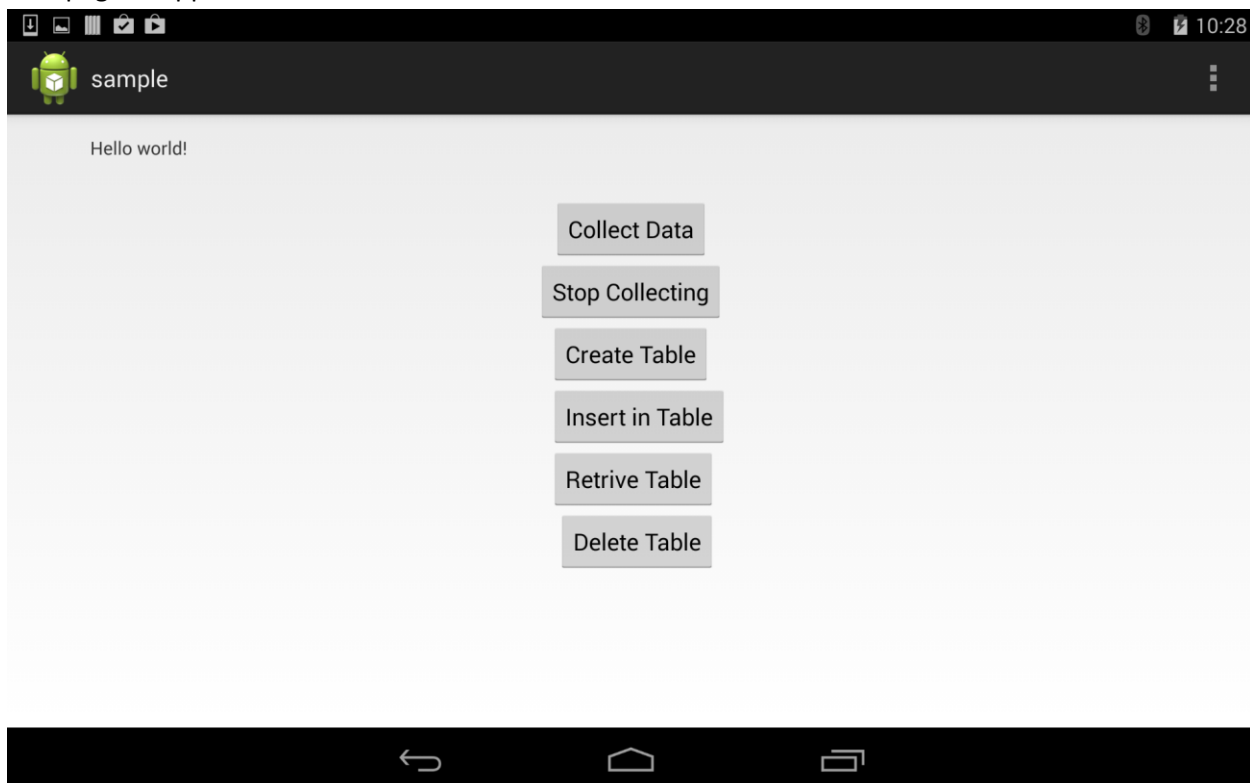 10:28
sample
Hello world!
Collect Data
Stop Collecting
Create Table
Insert in Table
Retrive Table
Delete Table